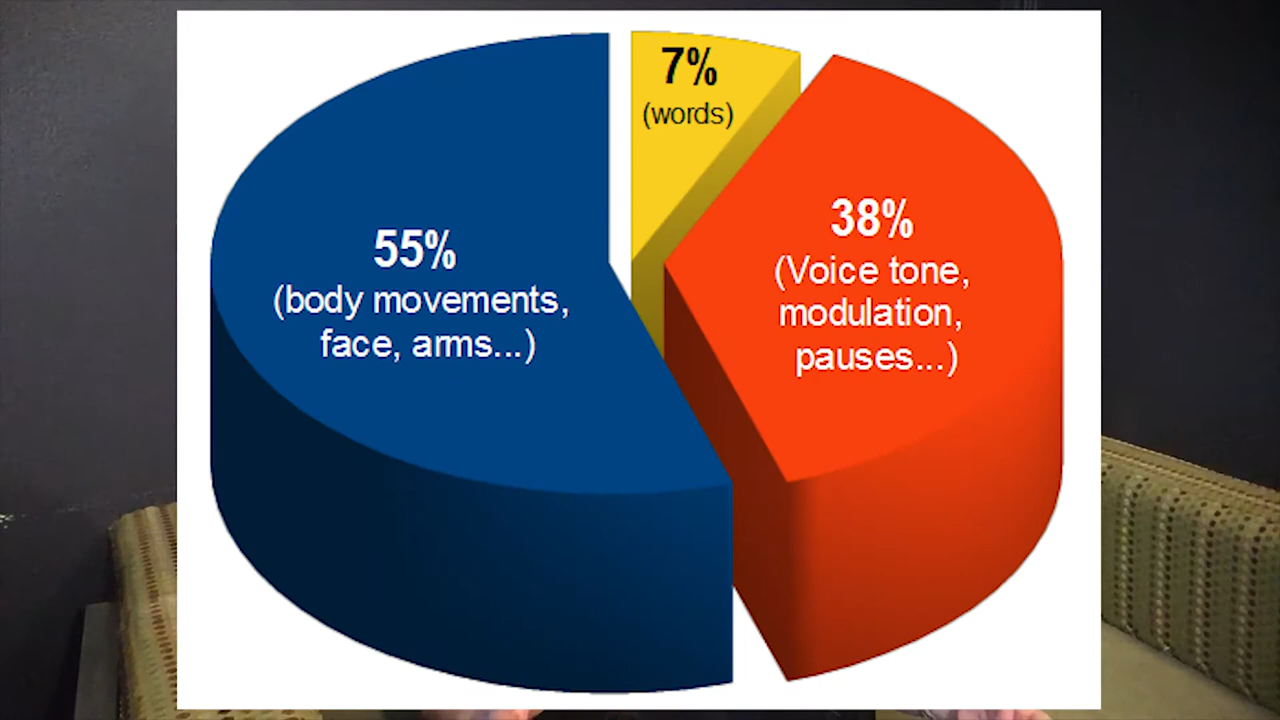 7%
(words)
38%
(Voice tone,
modulation,
pauses...)
55%
(body movements,
face, arms...)